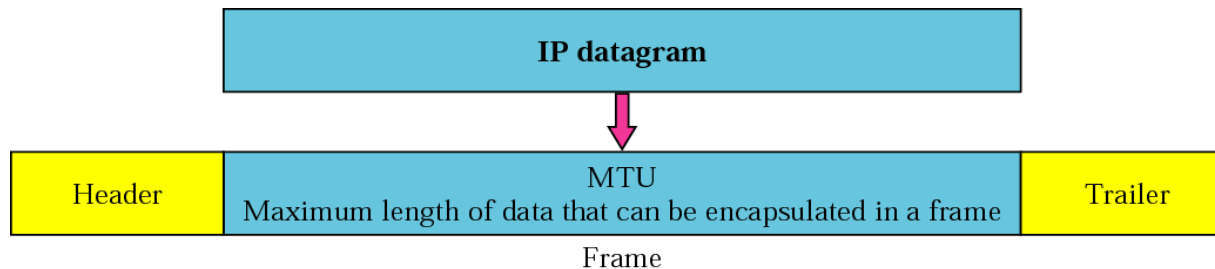 IP datagram
Header
MTU
Maximum length of data that can be encapsulated in a frame
Trailer
Frame